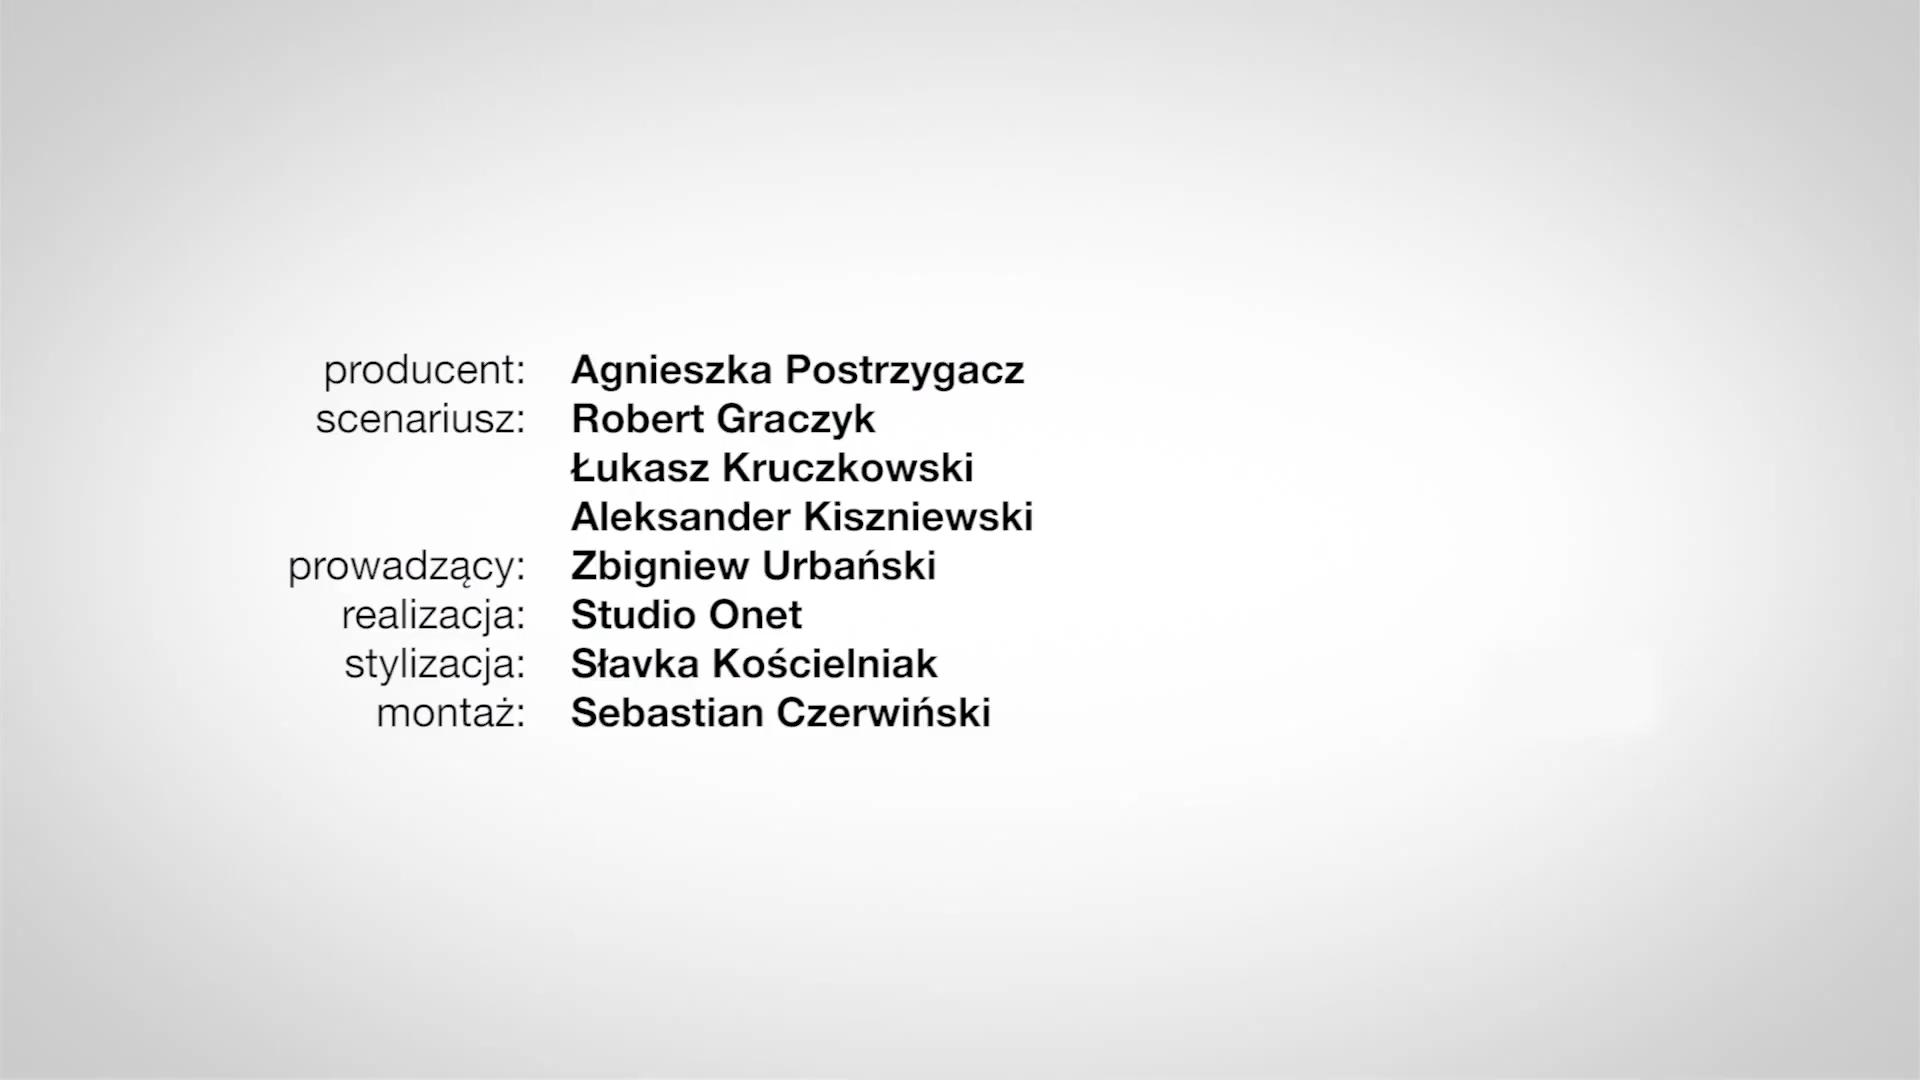 producent: Agnieszka Postrzygacz
scenariusz: Robert Graczyk
Łukasz Kruczkowski
Aleksander Kiszniewski
prowadzący: Zbigniew Urbański
realizacja: Studio Onet
stylizacja: Sławka Kościelniak
montaż: Sebastian Czerwiński